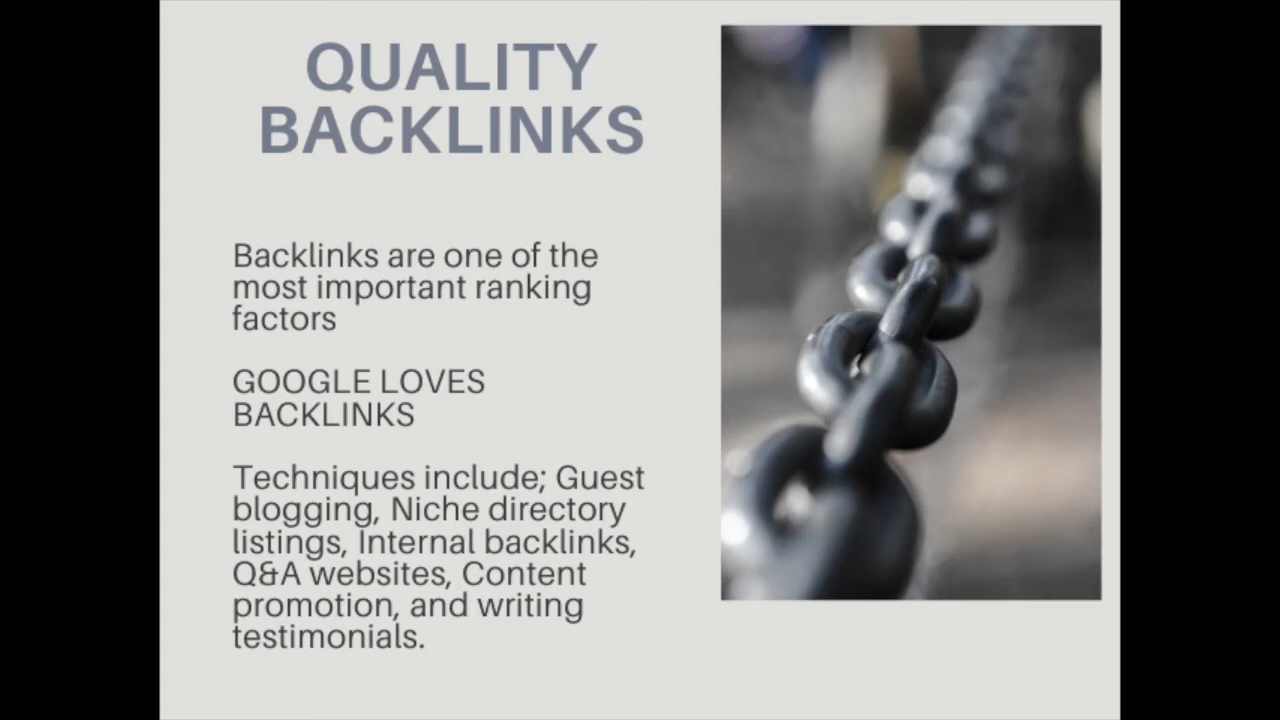 QUALITY
BACKLINKS
Backlinks are one of the
most important ranking
factors
GOOGLE LOVES
BACKLINKS
Techniques include; Guest
blogging, Niche directory
listings, Internal backlinks,
Q&A websites, Content
promotion, and writing
testimonials.